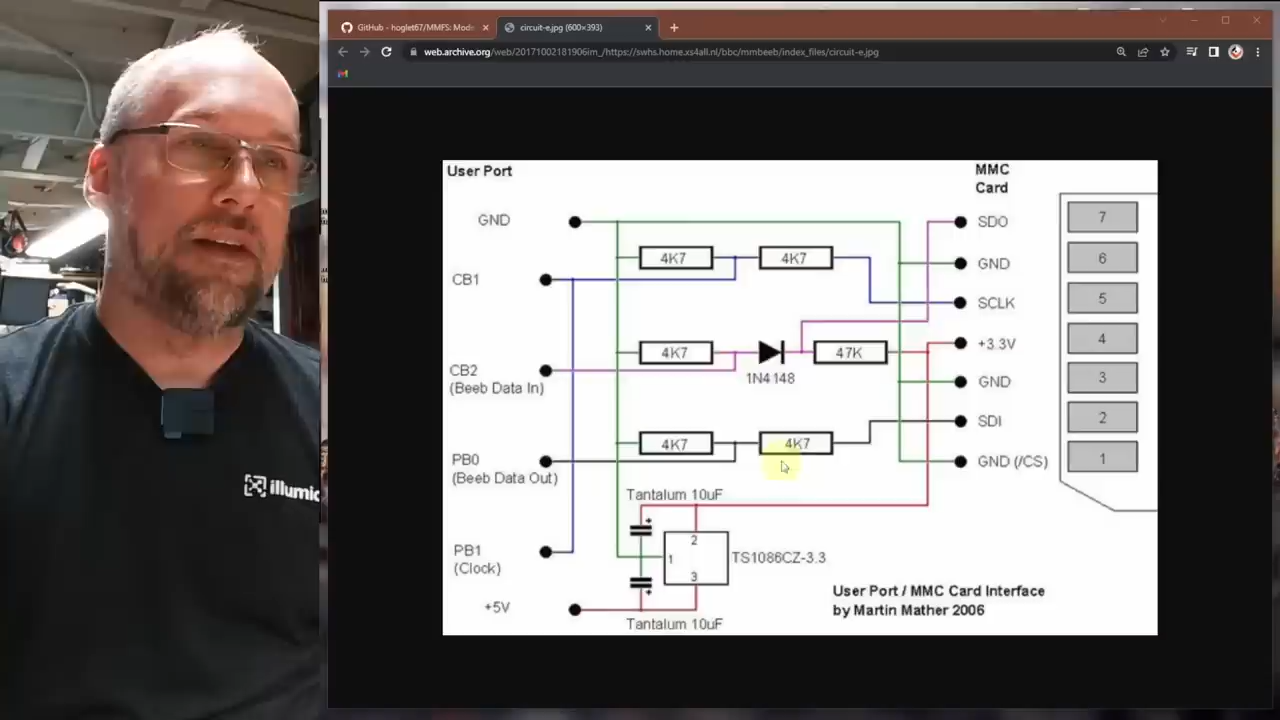 GitHub - hoglet67/MMFS: Mode
circuit-e.jpg (600×393)
web.archive.org/web/20171002181906im_/https://swhs.home.xs4all.nl/bbc/mmbeeb/index_files/circuit-e.jpg
User Port
MMC
Card
GND
SDO
7
4K7
4K7
GND
6
CB1
SCLK
5
+3.3V
4
4K7
47K
CB2
(Beeb Data In)
1N4148
GND
3
SDI
2
4K7
4K7
PB0
(Beeb Data Out)
GND (/CS)
1
Tantalum 10uF
+
2
PB1
(Clock)
1
TS1086CZ-3.3
3
+
+5V
Tantalum 10uF
User Port / MMC Card Interface
by Martin Mather 2006
illumic